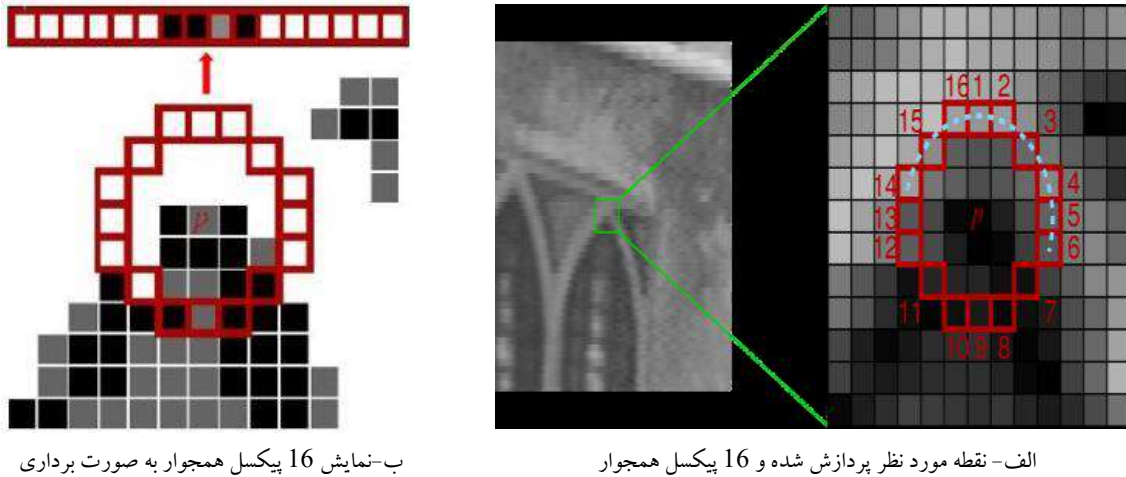 p
16 1 2
15 3
14 4
13 p 5
12 6
11 7
10 9 8
الف- نقطه مورد نظر پردازش شده و 16 پیکسل همجوار
ب-نمایش 16 پیکسل همجوار به صورت برداری